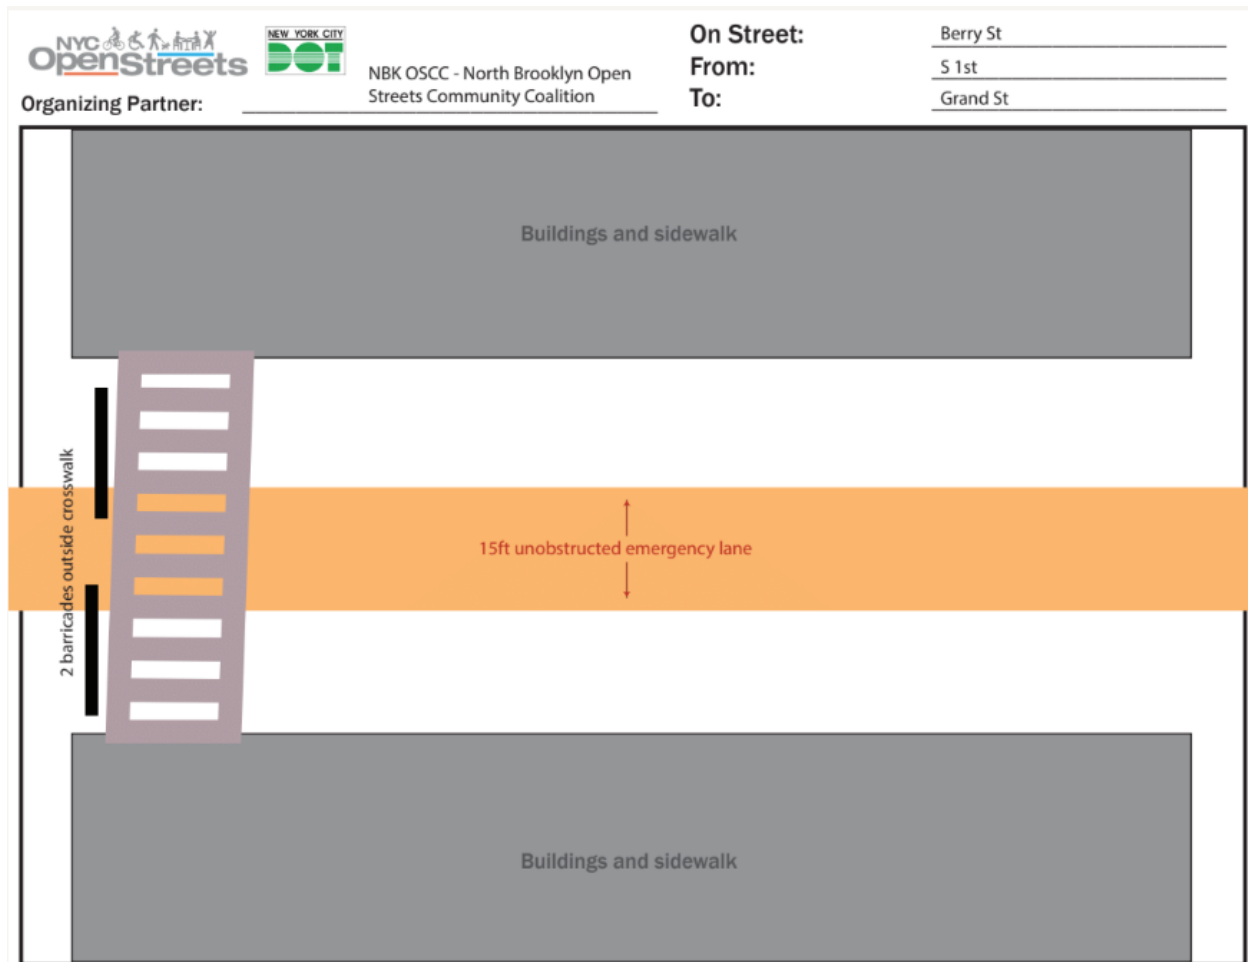 NYC
OpenStreets
NEW YORK CITY
DOT
Organizing Partner:
NBK OSCC - North Brooklyn Open
Streets Community Coalition
On Street:
Berry St
From:
S 1st
To:
Grand St
Buildings and sidewalk
2 barricades outside crosswalk
15ft unobstructed emergency lane
Buildings and sidewalk